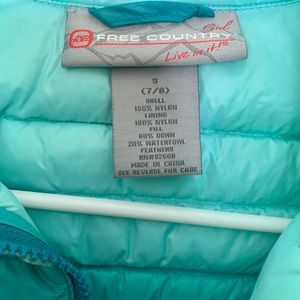 FREE COUNTRY
Girl
Live in it!®
S
(7/8)
SHELL
100% NYLON
LINING
100% NYLON
FILL
80% DOWN
20% WATERFOWL
FEATHERS
RN#82608
MADE IN CHINA
SEE REVERSE FOR CARE